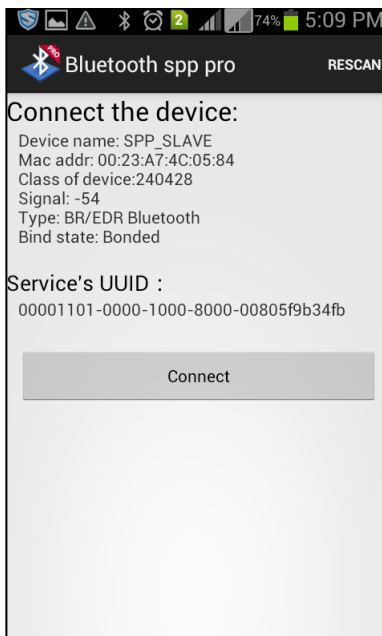 2 74% 5:09 PM
PRO
Bluetooth spp pro RESCAN
Connect the device:
Device name: SPP_SLAVE
Mac addr: 00:23:A7:4C:05:84
Class of device:240428
Signal: -54
Type: BR/EDR Bluetooth
Bind state: Bonded
Service's UUID :
00001101-0000-1000-8000-00805f9b34fb
Connect